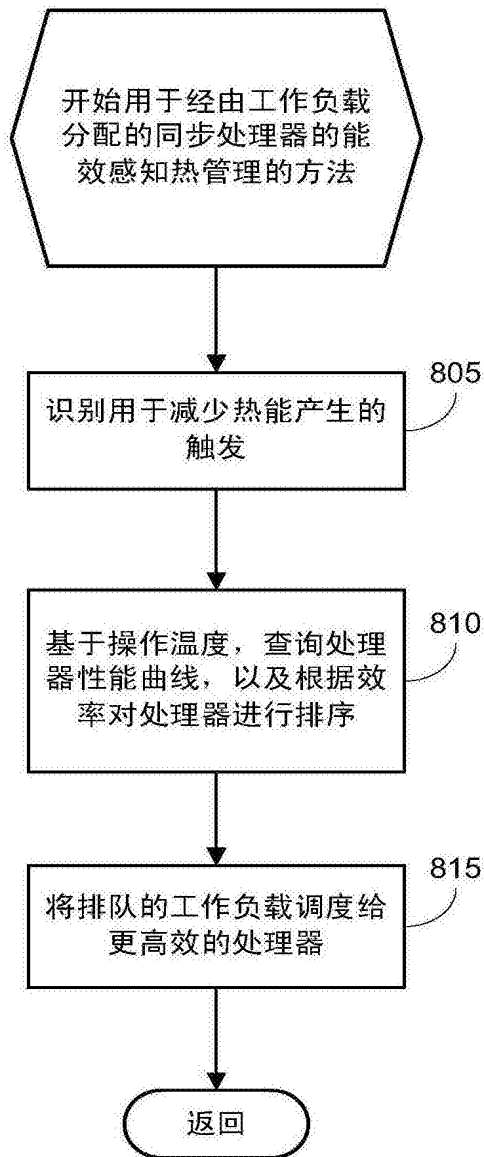 开始用于经由工作负载
分配的同步处理器的能
效感知热管理的方法
805
识别用于减少热能产生的
触发
810
基于操作温度，查询处理
器性能曲线，以及根据效
率对处理器进行排序
815
将排队的工作负载调度给
更高效的处理器
返回